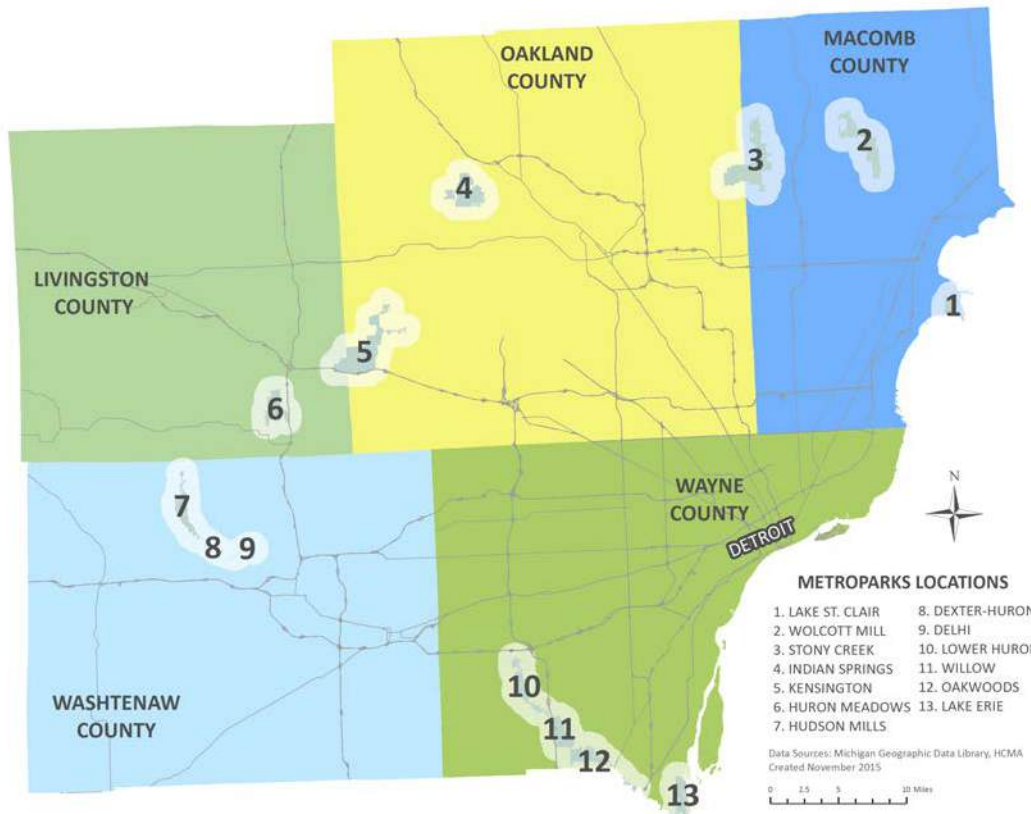 OAKLAND
COUNTY
MACOMB
COUNTY
2
3
4
LIVINGSTON
COUNTY
1
5
6
N
WAYNE
COUNTY
7
8
9
DETROIT
METROPARKS LOCATIONS
1. LAKE ST. CLAIR
2. WOLCOTT MILL
3. STONY CREEK
4. INDIAN SPRINGS
5. KENSINGTON
6. HURON MEADOWS
7. HUDSON MILLS
8. DEXTER-HURON
9. DELHI
10. LOWER HURON
11. WILLOW
12. OAKWOODS
13. LAKE ERIE
WASHTENAW
COUNTY
10
11
12
13
Data Sources: Michigan Geographic Data Library, HCMA
Created November 2015
0 2.5 5 10 Miles